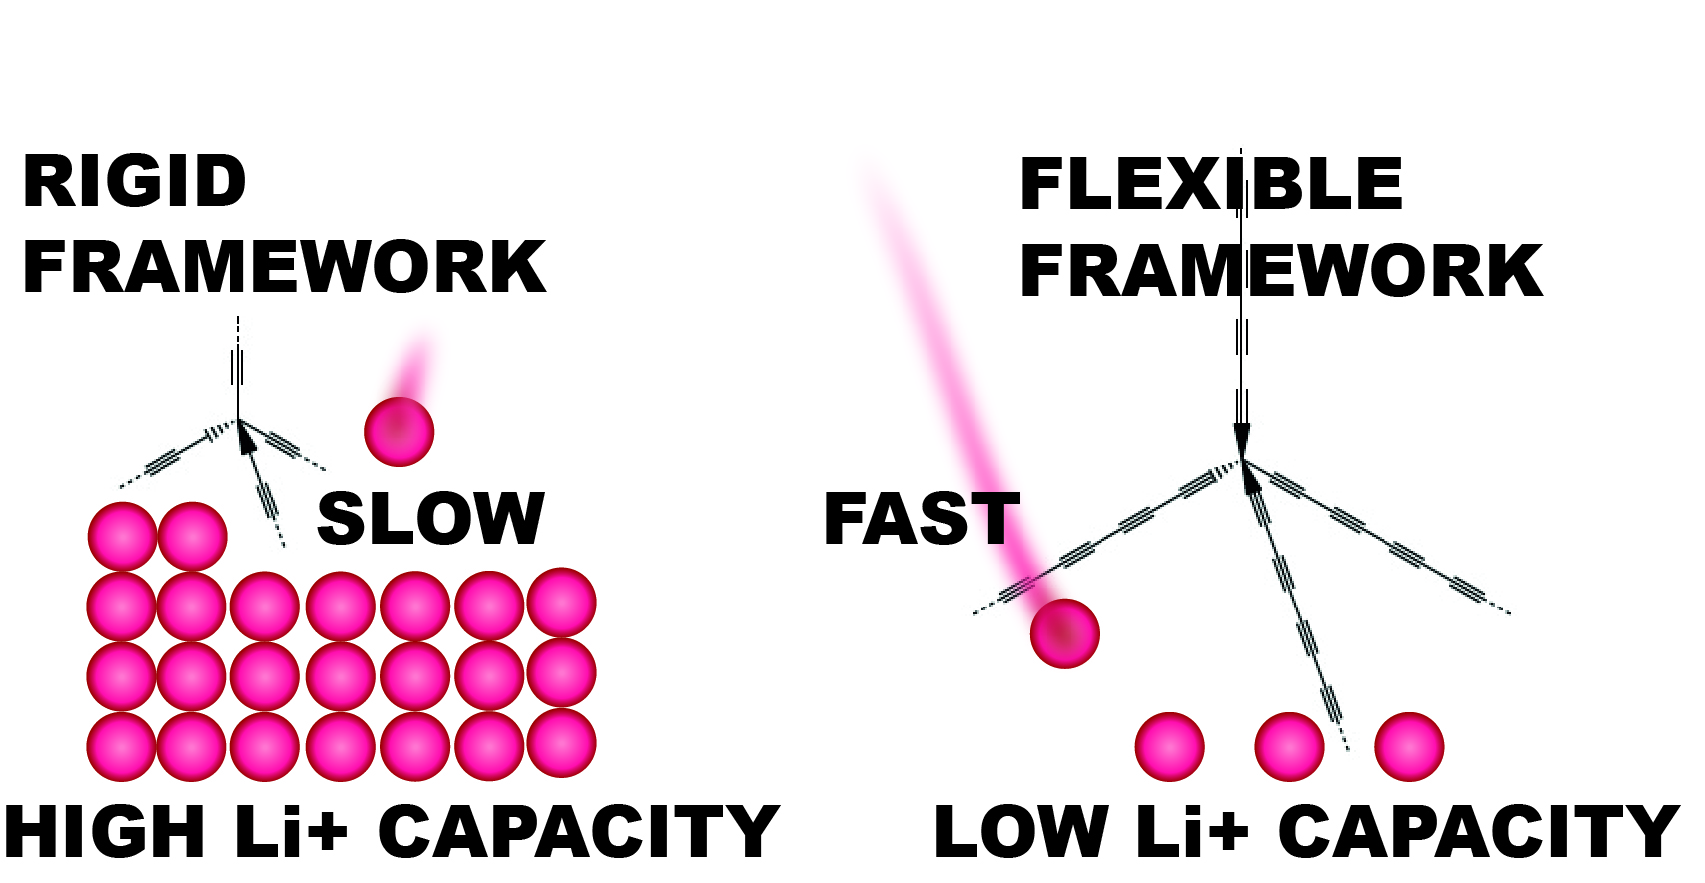 RIGID
FRAMEWORK
SLOW
HIGH Li+ CAPACITY
FLEXIBLE
FRAMEWORK
FAST
LOW Li+ CAPACITY